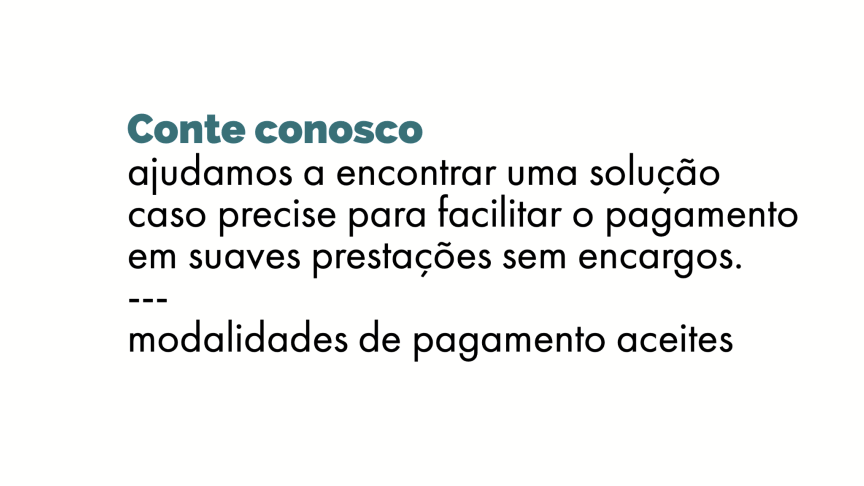 Conte conosco
ajudamos a encontrar uma solução
caso precise para facilitar o pagamento
em suaves prestações sem encargos.
---
modalidades de pagamento aceites